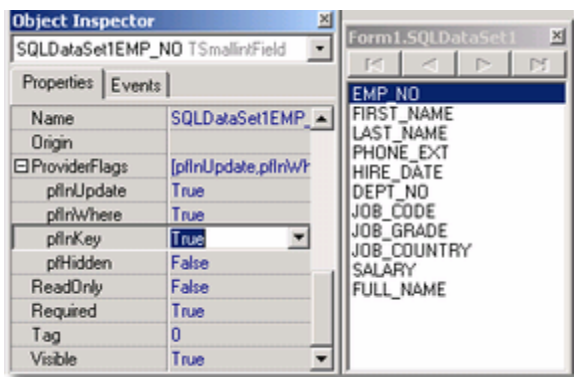 Object Inspector
SQLDataSet1EMP_NO TSmallintField
Properties Events
Name SQLDataSet1EMP_
Origin
ProviderFlags [pfInUpdate,pfInWh
pfInUpdate True
pfInWhere True
pfInKey True
pfHidden False
ReadOnly False
Required True
Tag 0
Visible True
Form1.SQLDataSet1
EMP_NO
FIRST_NAME
LAST_NAME
PHONE_EXT
HIRE_DATE
DEPT_NO
JOB_CODE
JOB_GRADE
JOB_COUNTRY
SALARY
FULL_NAME